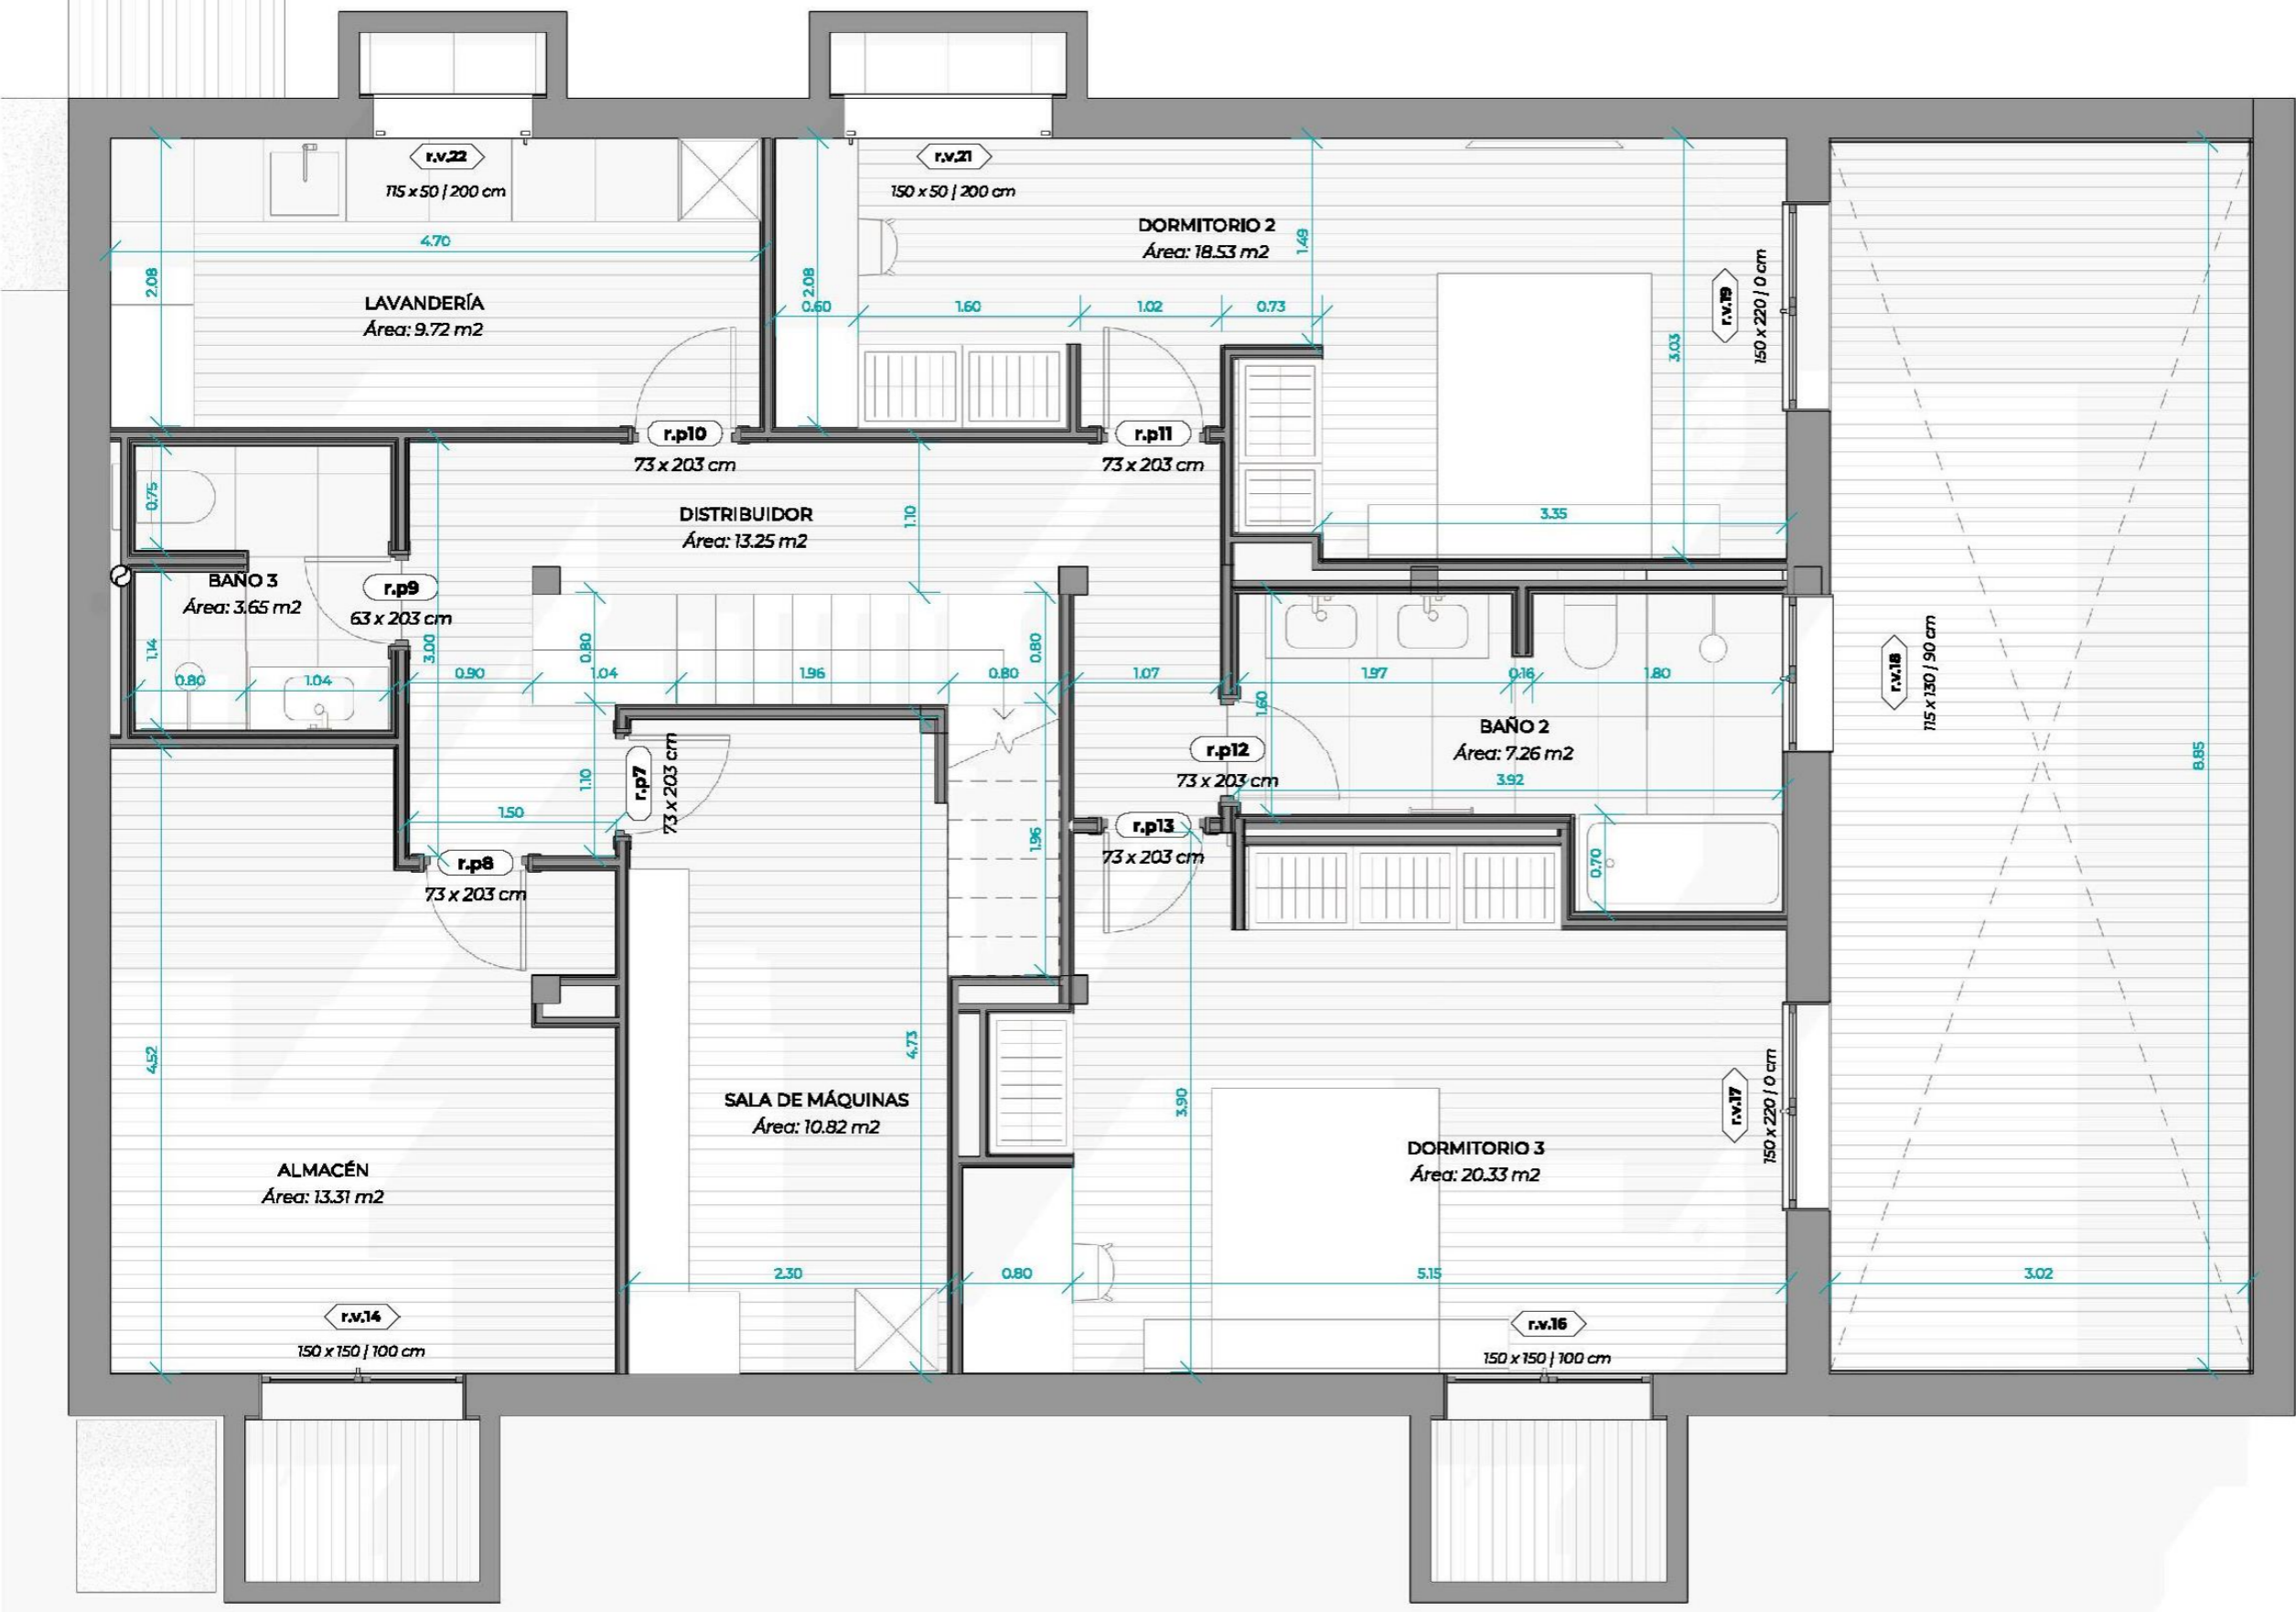 r.v.22
115 x 50 | 200 cm
r.v.21
150 x 50 | 200 cm
DORMITORIO 2
Área: 18.53 m2
1.49
4.70
2.08
2.08
LAVANDERÍA
Área: 9.72 m2
0.60
1.60
1.02
0.73
3.03
r.v.19
150 x 220 | 0 cm
r.p10
73 x 203 cm
r.p11
73 x 203 cm
0.75
DISTRIBUIDOR
Área: 13.25 m2
1.10
3.35
BAÑO 3
Área: 3.65 m2
r.p9
63 x 203 cm
1.14
3.00
0.80
0.80
0.80
1.04
0.90
1.04
1.96
0.80
1.07
1.97
0.16
1.80
1.60
r.v.18
115 x 130 | 90 cm
BAÑO 2
Área: 7.26 m2
r.p12
73 x 203 cm
3.92
8.85
r.p7
73 x 203 cm
1.10
1.50
1.96
r.p13
73 x 203 cm
r.p8
73 x 203 cm
0.70
4.52
4.73
3.90
SALA DE MÁQUINAS
Área: 10.82 m2
r.v.17
150 x 220 | 0 cm
DORMITORIO 3
Área: 20.33 m2
ALMACÉN
Área: 13.31 m2
2.30
0.80
5.15
3.02
r.v.14
150 x 150 | 100 cm
r.v.16
150 x 150 | 100 cm